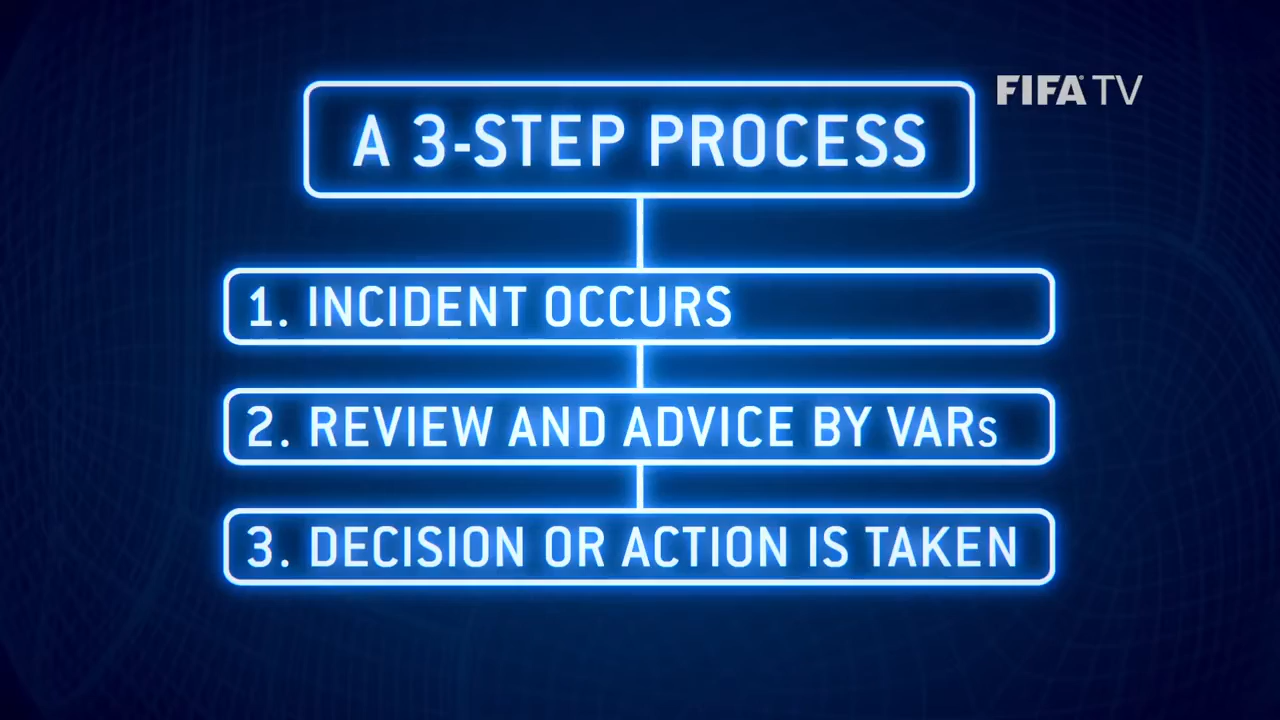 FIFA TV
A 3-STEP PROCESS
1. INCIDENT OCCURS
2. REVIEW AND ADVICE BY VARs
3. DECISION OR ACTION IS TAKEN